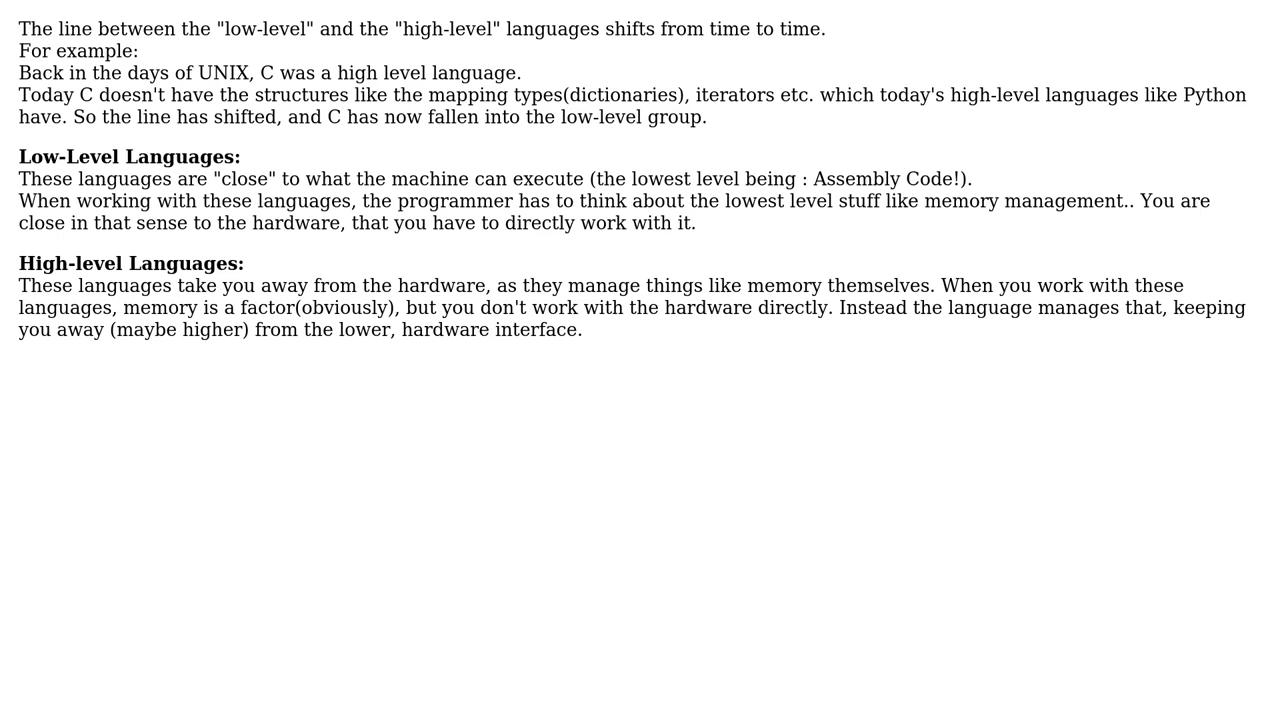 The line between the "low-level" and the "high-level" languages shifts from time to time.
For example:
Back in the days of UNIX, C was a high level language.
Today C doesn't have the structures like the mapping types(dictionaries), iterators etc. which today's high-level languages like Python
have. So the line has shifted, and C has now fallen into the low-level group.
Low-Level Languages:
These languages are "close" to what the machine can execute (the lowest level being : Assembly Code!).
When working with these languages, the programmer has to think about the lowest level stuff like memory management.. You are
close in that sense to the hardware, that you have to directly work with it.
High-level Languages:
These languages take you away from the hardware, as they manage things like memory themselves. When you work with these
languages, memory is a factor(obviously), but you don't work with the hardware directly. Instead the language manages that, keeping
you away (maybe higher) from the lower, hardware interface.